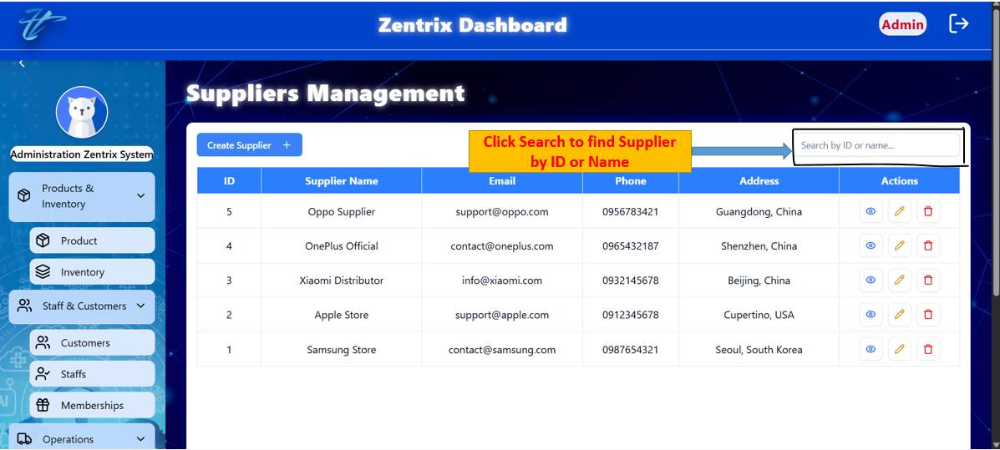 Zentrix Dashboard
Admin
Suppliers Management
Administration Zentrix System
Products &
Inventory
Product
Inventory
Staff & Customers
Customers
Staffs
Memberships
Operations
Create Supplier +
Click Search to find Supplier
by ID or Name
Search by ID or name...
ID Supplier Name Email Phone Address Actions
5 Oppo Supplier support@oppo.com 0956783421 Guangdong, China
4 OnePlus Official contact@oneplus.com 0965432187 Shenzhen, China
3 Xiaomi Distributor info@xiaomi.com 0932145678 Beijing, China
2 Apple Store support@apple.com 0912345678 Cupertino, USA
1 Samsung Store contact@samsung.com 0987654321 Seoul, South Korea